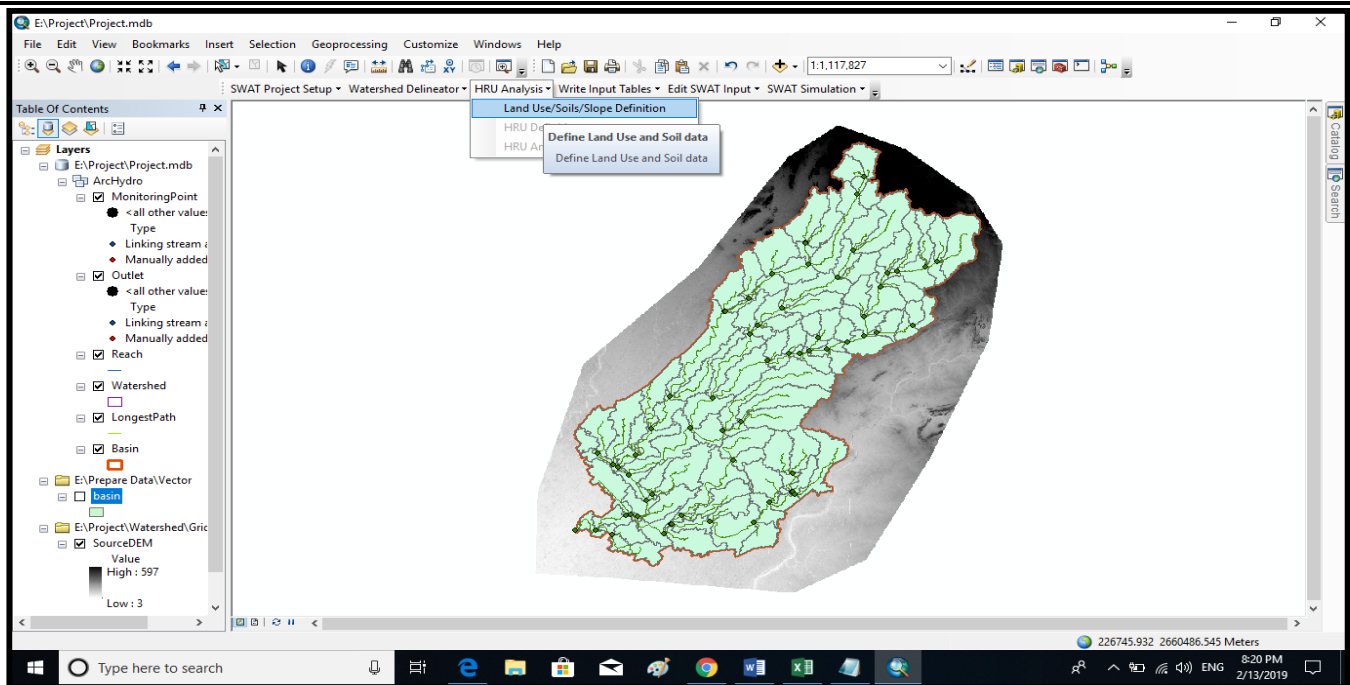 E:\Project\Project.mdb
File Edit View Bookmarks Insert Selection Geoprocessing Customize Windows Help
1:1,117,827
SWAT Project Setup Watershed Delineator HRU Analysis Write Input Tables Edit SWAT Input SWAT Simulation
Table Of Contents
Land Use/Soils/Slope Definition
HRU De
Define Land Use and Soil data
HRU An
Define Land Use and Soil data
Catalog
Search
Layers
E:\Project\Project.mdb
ArcHydro
MonitoringPoint
<all other values
Type
Linking stream a
Manually added
Outlet
<all other values
Type
Linking stream a
Manually added
Reach
Watershed
LongestPath
Basin
E:\Prepare Data\Vector
basin
E:\Project\Watershed\Gric
SourceDEM
Value
High : 597
Low : 3
226745.932 2660486.545 Meters
Type here to search
ENG
8:20 PM
2/13/2019